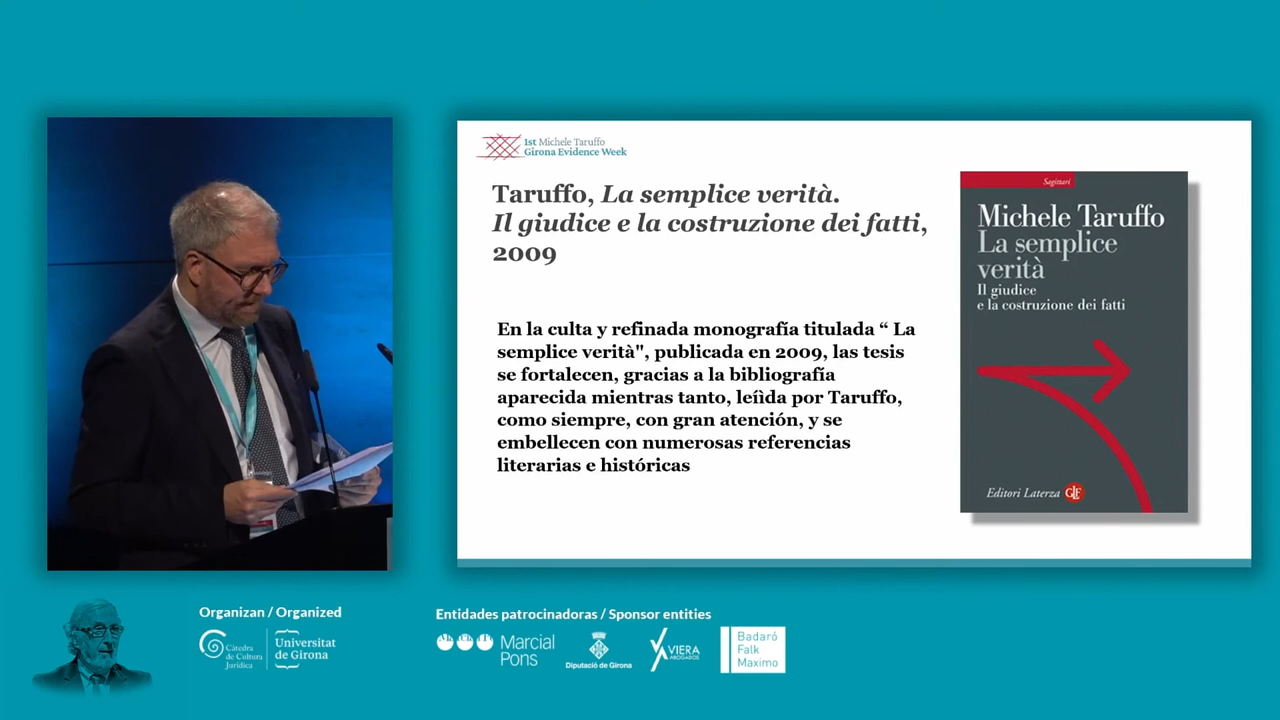 1st Michele Taruffo
Girona Evidence Week
Taruffo, La semplice verità.
Il giudice e la costruzione dei fatti,
2009
En la culta y refinada monografía titulada “ La
semplice verità", publicada en 2009, las tesis
se fortalecen, gracias a la bibliografía
aparecida mientras tanto, leíìda por Taruffo,
como siempre, con gran atención, y se
embellecen con numerosas referencias
literarias e históricas
Sagittari
Michele Taruffo
La semplice
verità
Il giudice
e la costruzione dei fatti
Editori Laterza
Organizan / Organized
Càtedra
de Cultura
Jurídica
Universitat
de Girona
Entidades patrocinadoras / Sponsor entities
Marcial
Pons
Diputació de Girona
VIERA
ABOGADOS
Badaró
Falk
Maximo